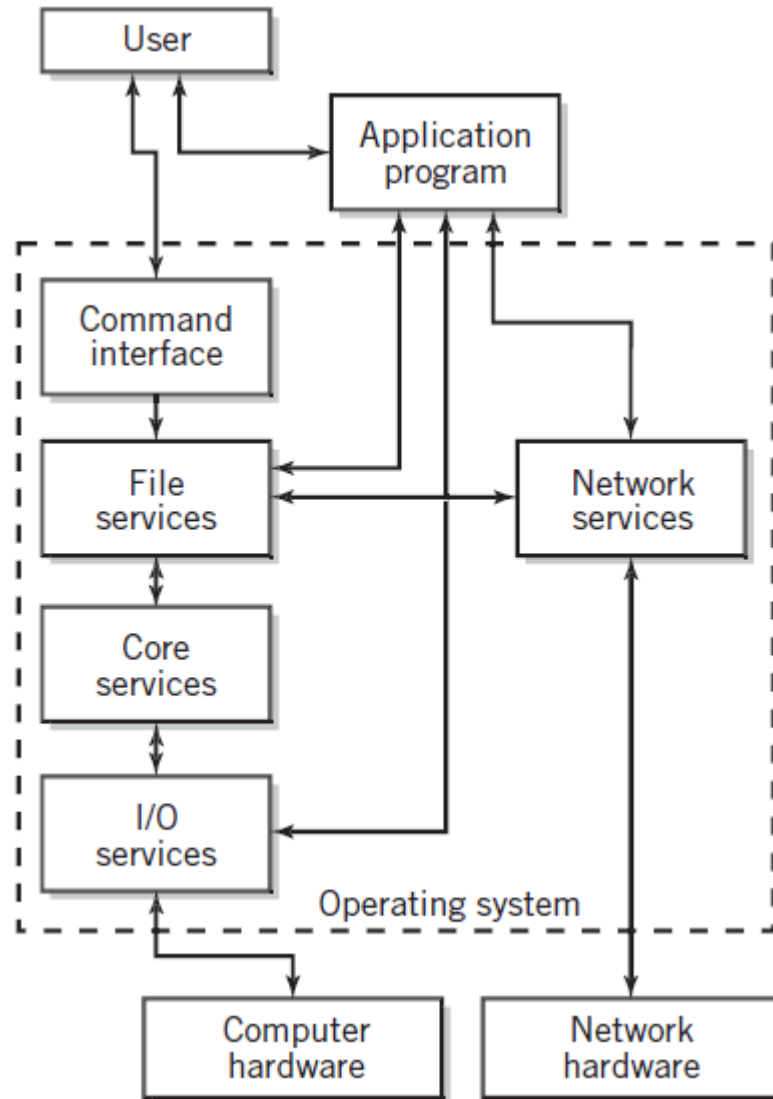 User
Application
program
Command
interface
File
services
Network
services
Core
services
I/O
services
Operating system
Computer
hardware
Network
hardware